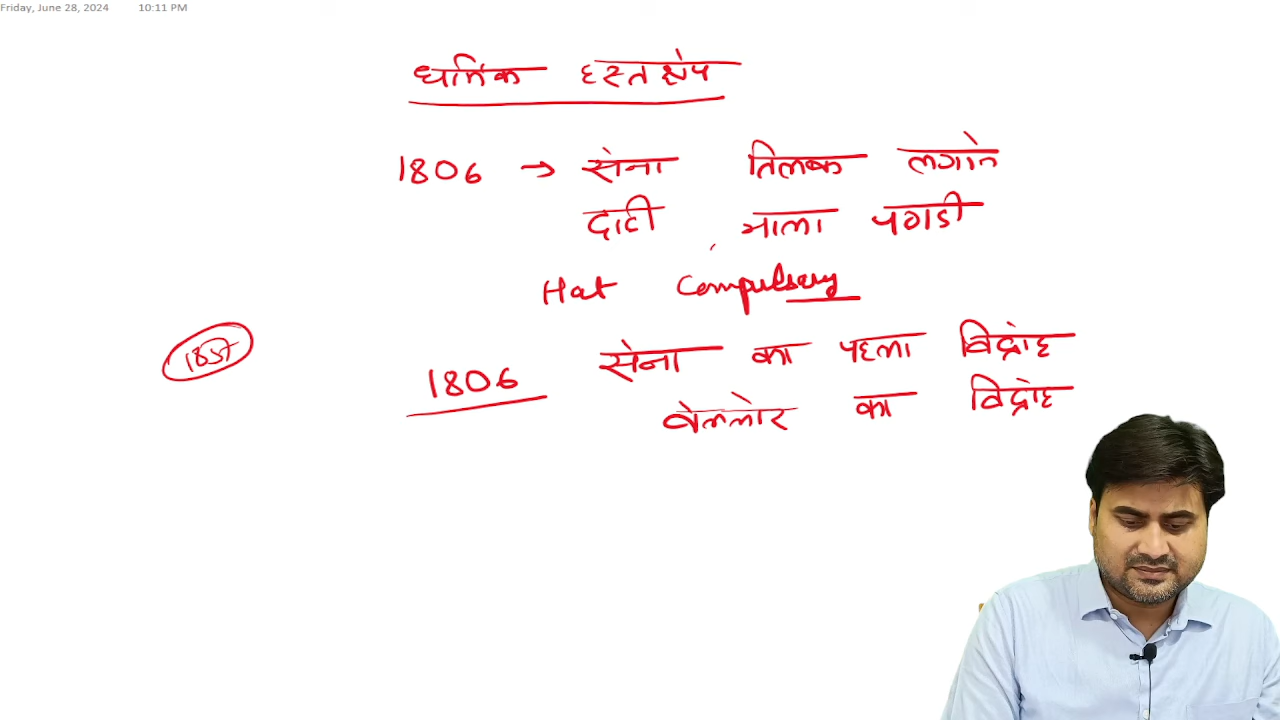 Friday, June 28, 2024 10:11 PM
धार्मिक हस्तक्षेप
1806 → सेना तिलक लगाने
दाढी माला पगडी
Hat Compulsory
1857
1806 सेना का पहला विद्रोह
वेल्लोर का विद्रोह